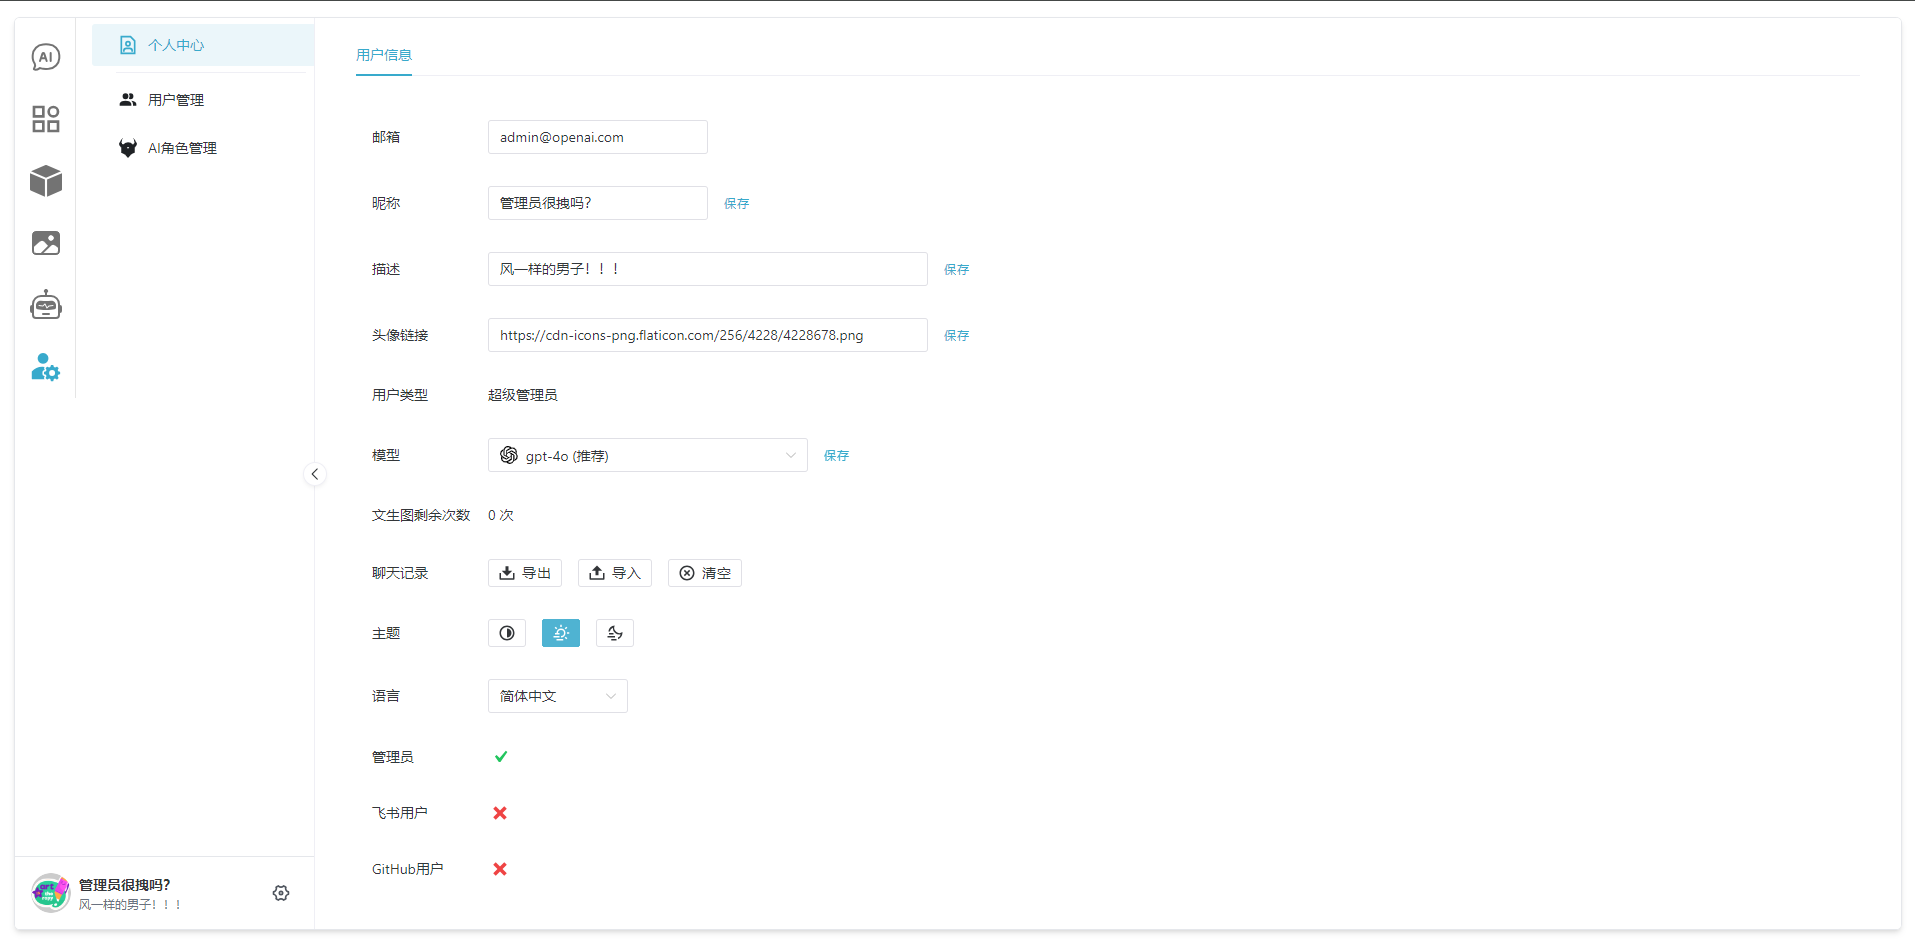 AI
个人中心
用户管理
AI角色管理
用户信息
邮箱 admin@openai.com
昵称 管理员很拽吗? 保存
描述 风一样的男子！！！ 保存
头像链接 https://cdn-icons-png.flaticon.com/256/4228/4228678.png 保存
用户类型 超级管理员
模型 gpt-4o (推荐) 保存
文生图剩余次数 0 次
聊天记录 导出 导入 清空
主题
语言 简体中文
管理员
飞书用户
GitHub用户
art
管理员很拽吗?
风一样的男子！！！